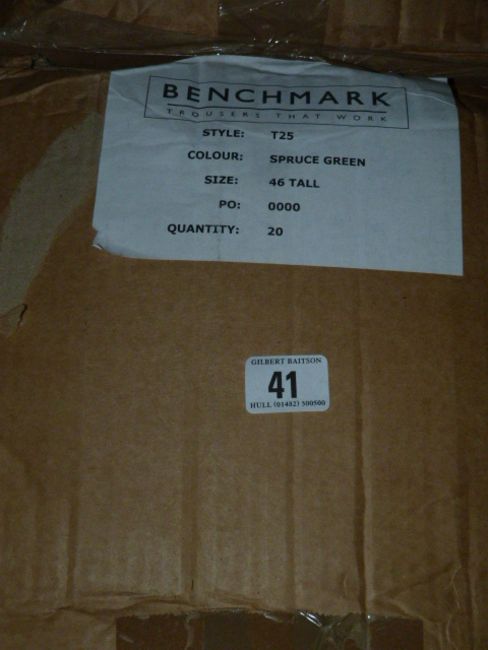 BENCHMARK
TROUSERS THAT WORK
STYLE: T25
COLOUR: SPRUCE GREEN
SIZE: 46 TALL
PO: 0000
QUANTITY: 20
GILBERT BAITSON
41
HULL (01482) 500500